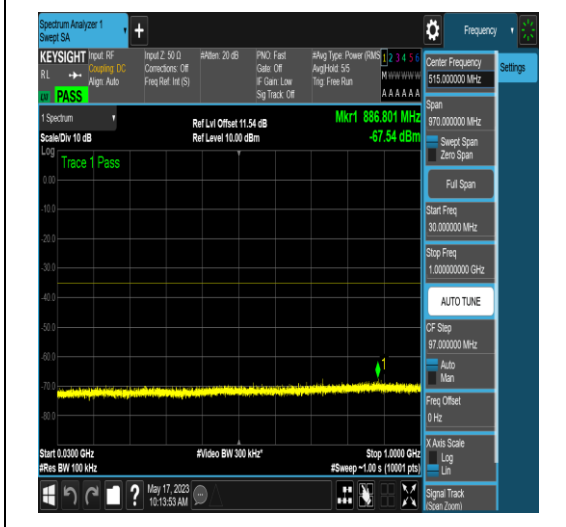 Spectrum Analyzer 1
Swept SA
+
Frequency
Settings
KEYSIGHT
RL
Input: RF
Coupling: DC
Align: Auto
Input Z: 50 Ω
Corrections: Off
Freq Ref: Int (S)
#Atten: 20 dB
PNO: Fast
Gate: Off
IF Gain: Low
Sig Track: Off
#Avg Type: Power (RMS
Avg|Hold: 5/5
Trig: Free Run
1 2 3 4 5 6
M W W W W W
A A A A A A
PASS
1 Spectrum
Scale/Div 10 dB
Ref Lvl Offset 11.54 dB
Ref Level 10.00 dBm
Mkr1 886.801 MHz
-67.54 dBm
Log
Trace 1 Pass
0.00
-10.0
-20.0
-30.0
-40.0
-50.0
-60.0
-70.0
-80.0
1
Start 0.0300 GHz
#Res BW 100 kHz
#Video BW 300 kHz*
Stop 1.0000 GHz
#Sweep ~1.00 s (10001 pts)
Center Frequency
515.000000 MHz
Span
970.000000 MHz
Swept Span
Zero Span
Full Span
Start Freq
30.000000 MHz
Stop Freq
1.000000000 GHz
AUTO TUNE
CF Step
97.000000 MHz
Auto
Man
Freq Offset
0 Hz
X Axis Scale
Log
Lin
Signal Track
(Span Zoom)
?
May 17, 2023
10:13:53 AM